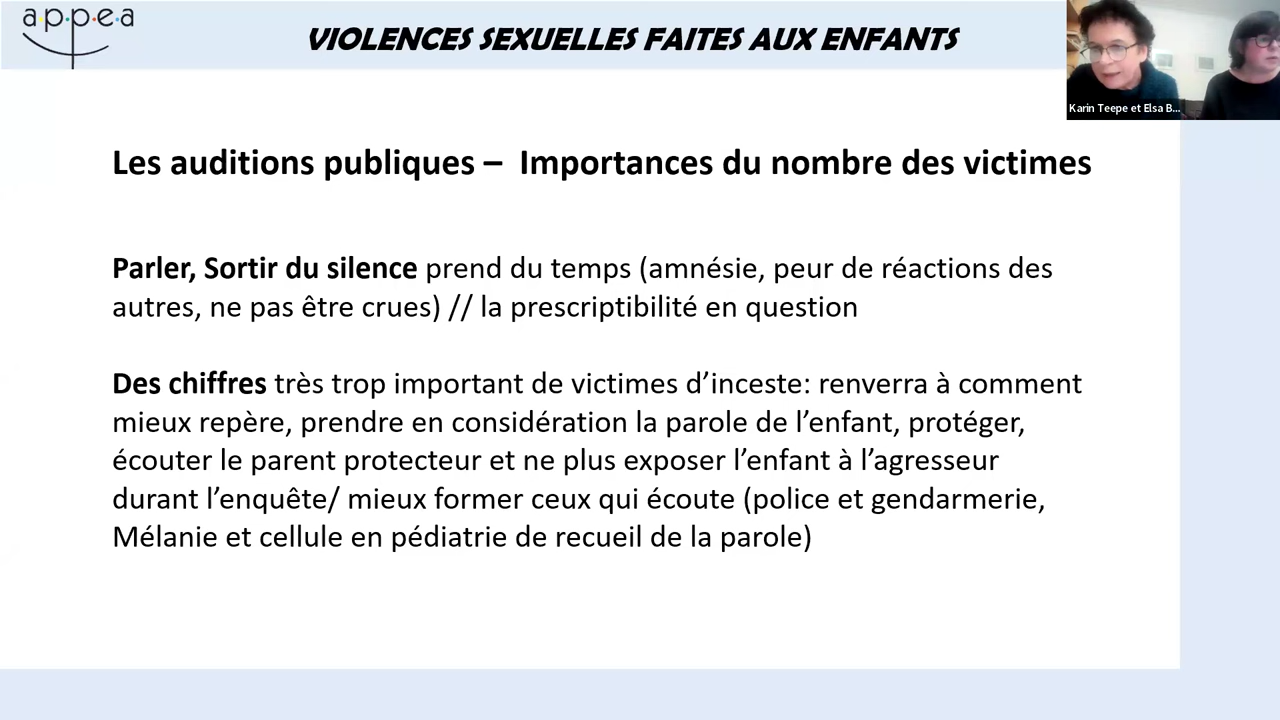 appea
VIOLENCES SEXUELLES FAITES AUX ENFANTS
Karin Teepe et Elsa B...
Les auditions publiques – Importances du nombre des victimes
Parler, Sortir du silence prend du temps (amnésie, peur de réactions des
autres, ne pas être crues) // la prescriptibilité en question
Des chiffres très trop important de victimes d’inceste: renverra à comment
mieux repère, prendre en considération la parole de l’enfant, protéger,
écouter le parent protecteur et ne plus exposer l’enfant à l’agresseur
durant l’enquête/ mieux former ceux qui écoute (police et gendarmerie,
Mélanie et cellule en pédiatrie de recueil de la parole)